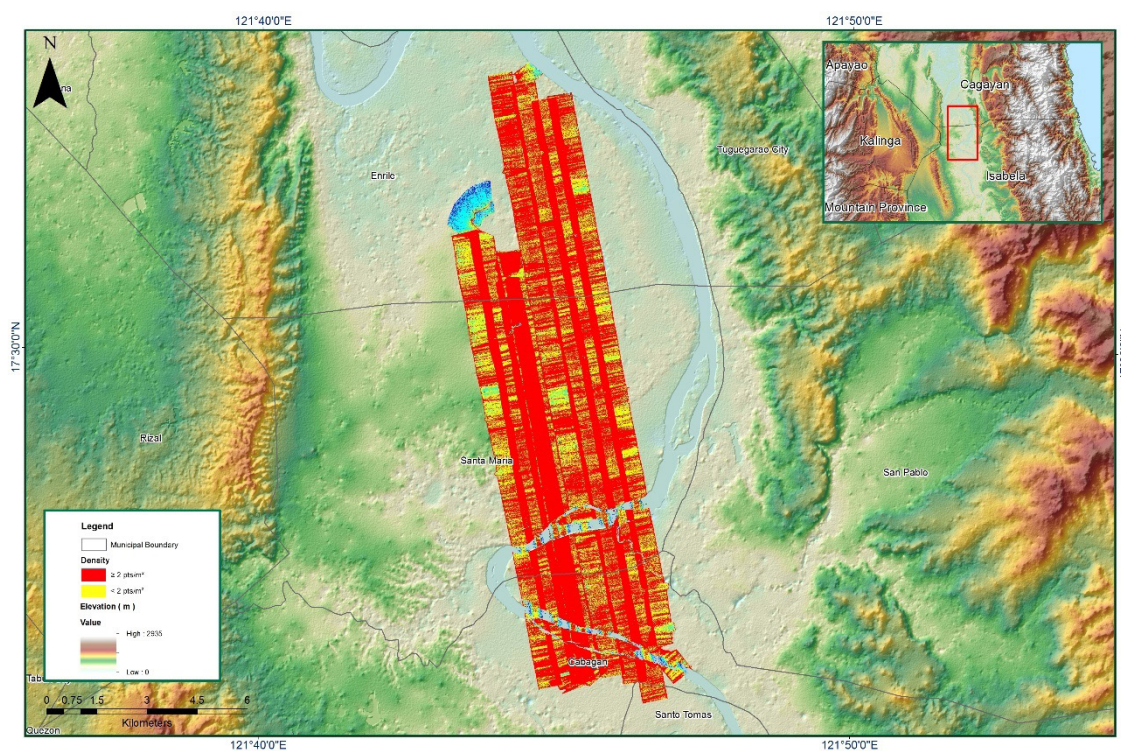 121°40'0"E
121°50'0"E
N
Apayao
Cagayan
Kalinga
Isabela
Mountain Province
Tuguegarao City
Enrile
17°30'0"N
Rizal
Santa Maria
San Pablo
Legend
Municipal Boundary
Density
≥ 2 pts/m²
< 2 pts/m²
Elevation ( m )
Value
High : 2935
Low : 0
Cabagan
0 0.75 1.5 3 4.5 6
Kilometers
Santo Tomas
Quezon
121°40'0"E
121°50'0"E